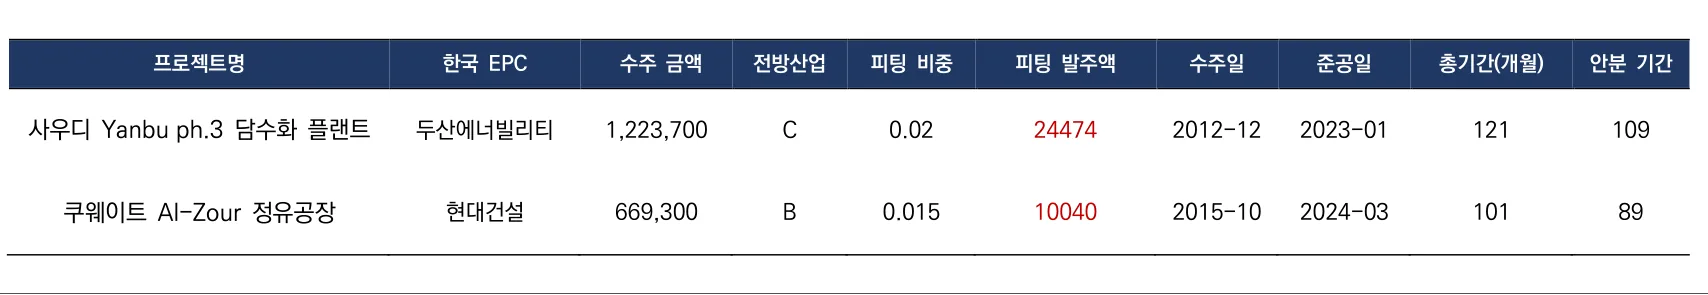 프로젝트명 한국 EPC 수주 금액 전방산업 피팅 비중 피팅 발주액 수주일 준공일 총기간(개월) 안분 기간
사우디 Yanbu ph.3 담수화 플랜트 두산에너빌리티 1,223,700 C 0.02 24474 2012-12 2023-01 121 109
쿠웨이트 Al-Zour 정유공장 현대건설 669,300 B 0.015 10040 2015-10 2024-03 101 89